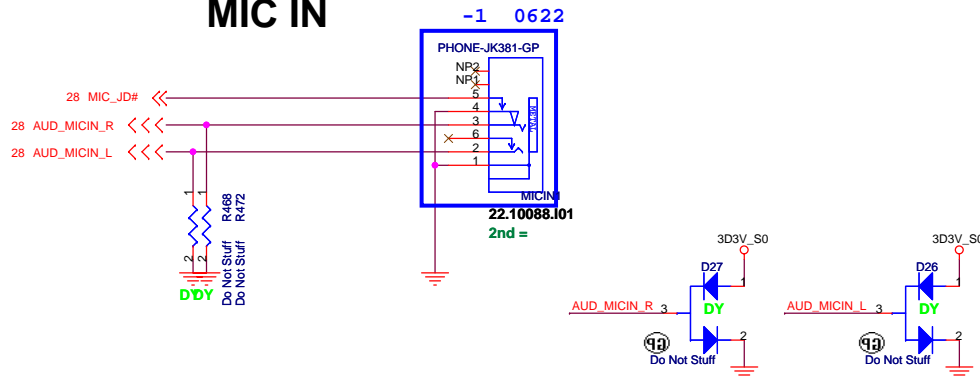 MIC IN
-1 0622
PHONE-JK381-GP
NP2
NP1
28 MIC_JD#
5
4
28 AUD_MICIN_R
3
6
28 AUD_MICIN_L
2
1
METAL
MICIN1
22.10088.I01
2nd =
1
1
R468
R472
2
2
Do Not Stuff
Do Not Stuff
DY
DY
3D3V_S0
D27
1
AUD_MICIN_R 3
DY
2
Do Not Stuff
3D3V_S0
D26
1
AUD_MICIN_L 3
DY
2
Do Not Stuff